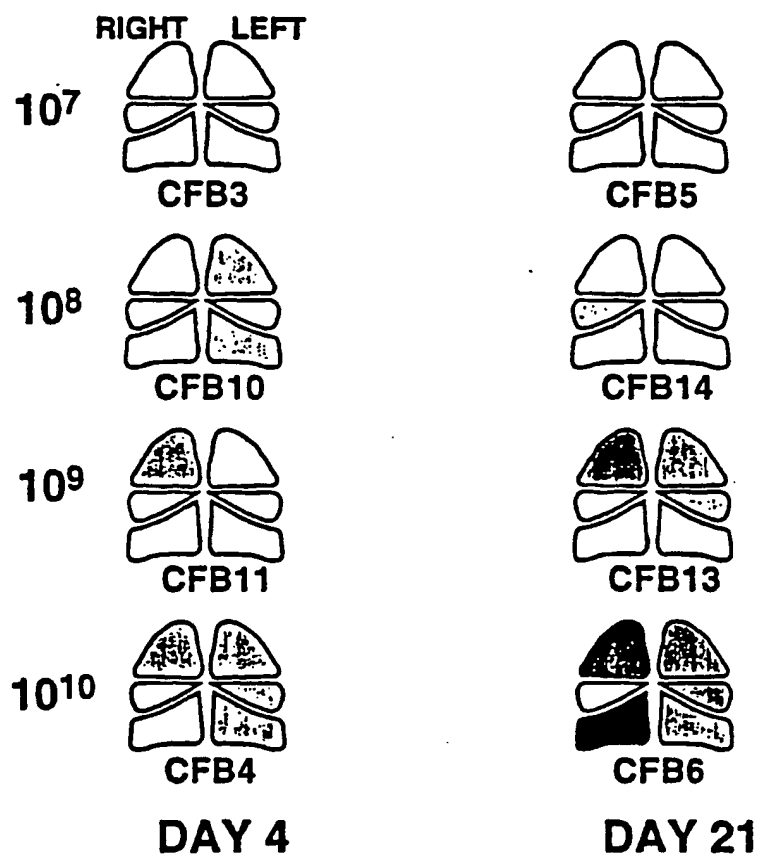 RIGHT LEFT
10⁷
CFB3 CFB5
10⁸
CFB10 CFB14
10⁹
CFB11 CFB13
10¹⁰
CFB4 CFB6
DAY 4 DAY 21